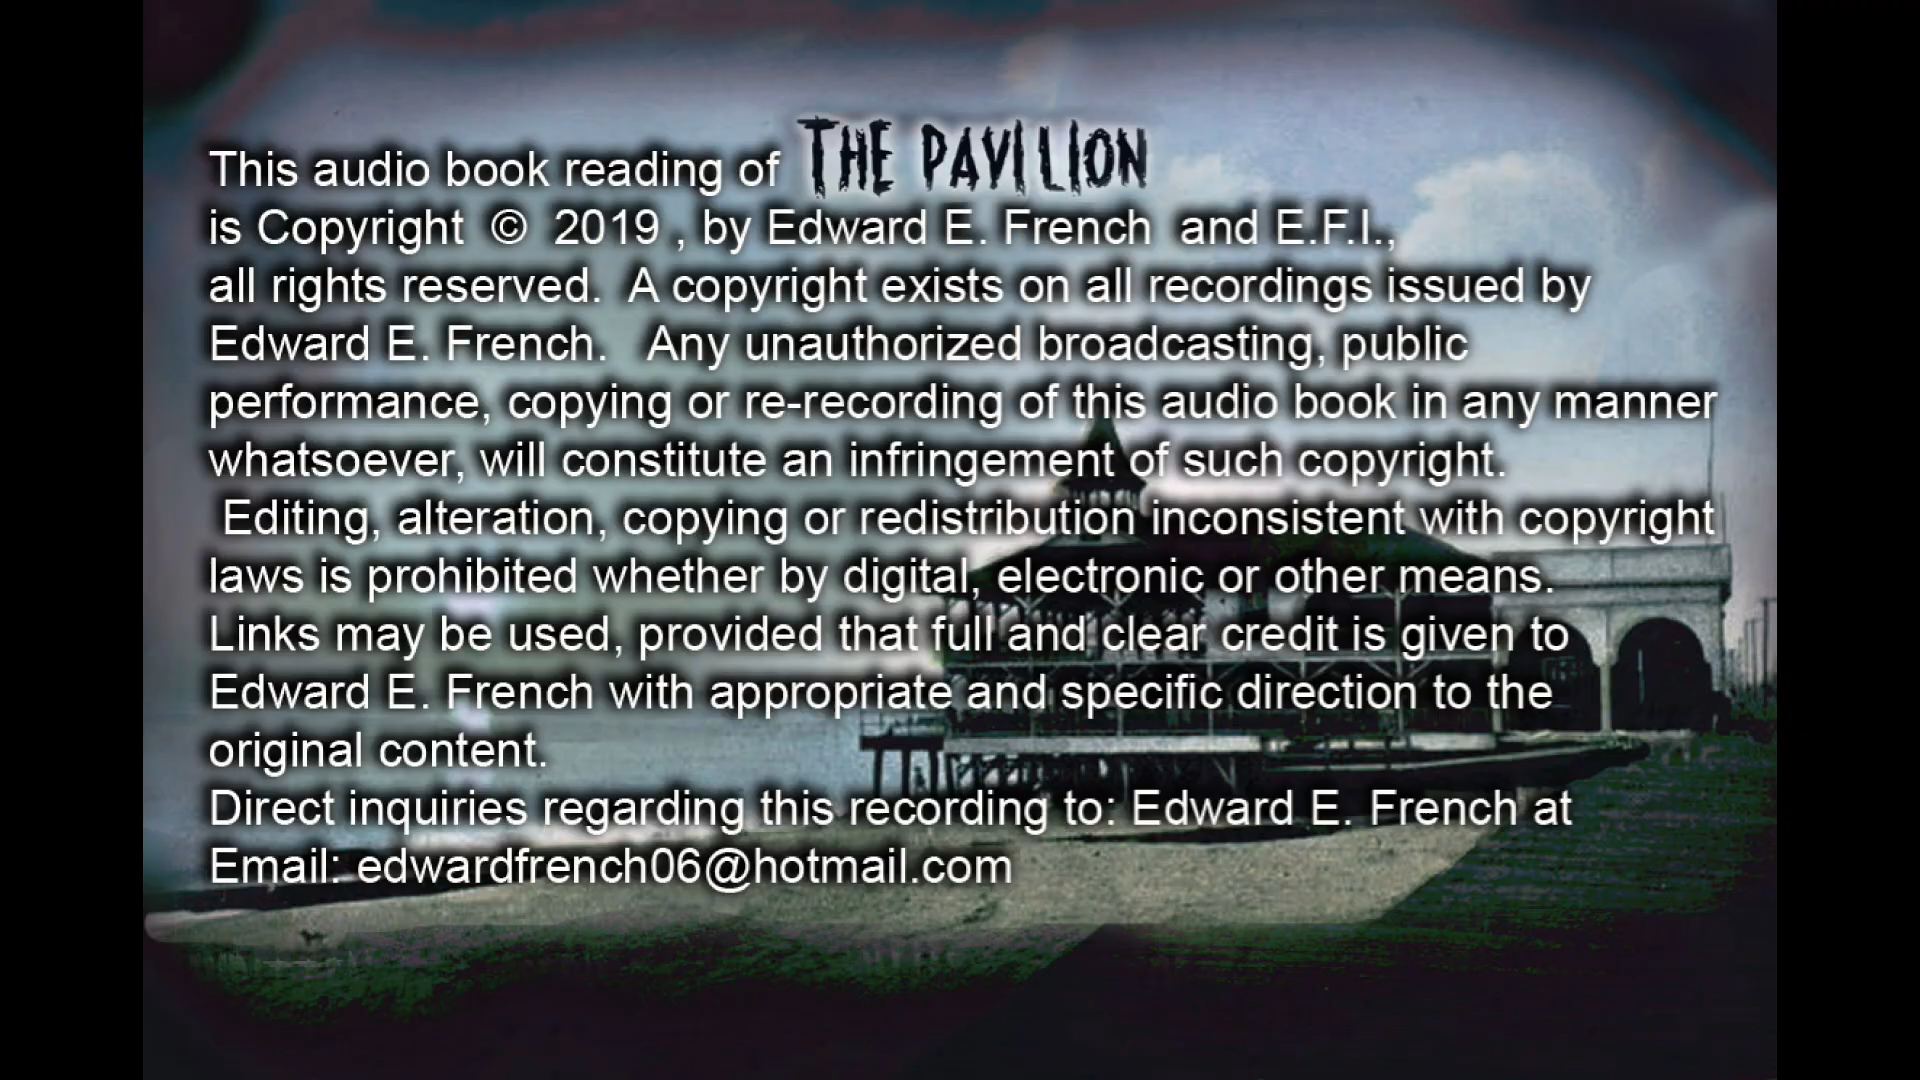 This audio book reading of THE PAVILION
is Copyright © 2019 , by Edward E. French and E.F.I.,
all rights reserved. A copyright exists on all recordings issued by
Edward E. French. Any unauthorized broadcasting, public
performance, copying or re-recording of this audio book in any manner
whatsoever, will constitute an infringement of such copyright.
Editing, alteration, copying or redistribution inconsistent with copyright
laws is prohibited whether by digital, electronic or other means.
Links may be used, provided that full and clear credit is given to
Edward E. French with appropriate and specific direction to the
original content.
Direct inquiries regarding this recording to: Edward E. French at
Email: edwardfrench06@hotmail.com